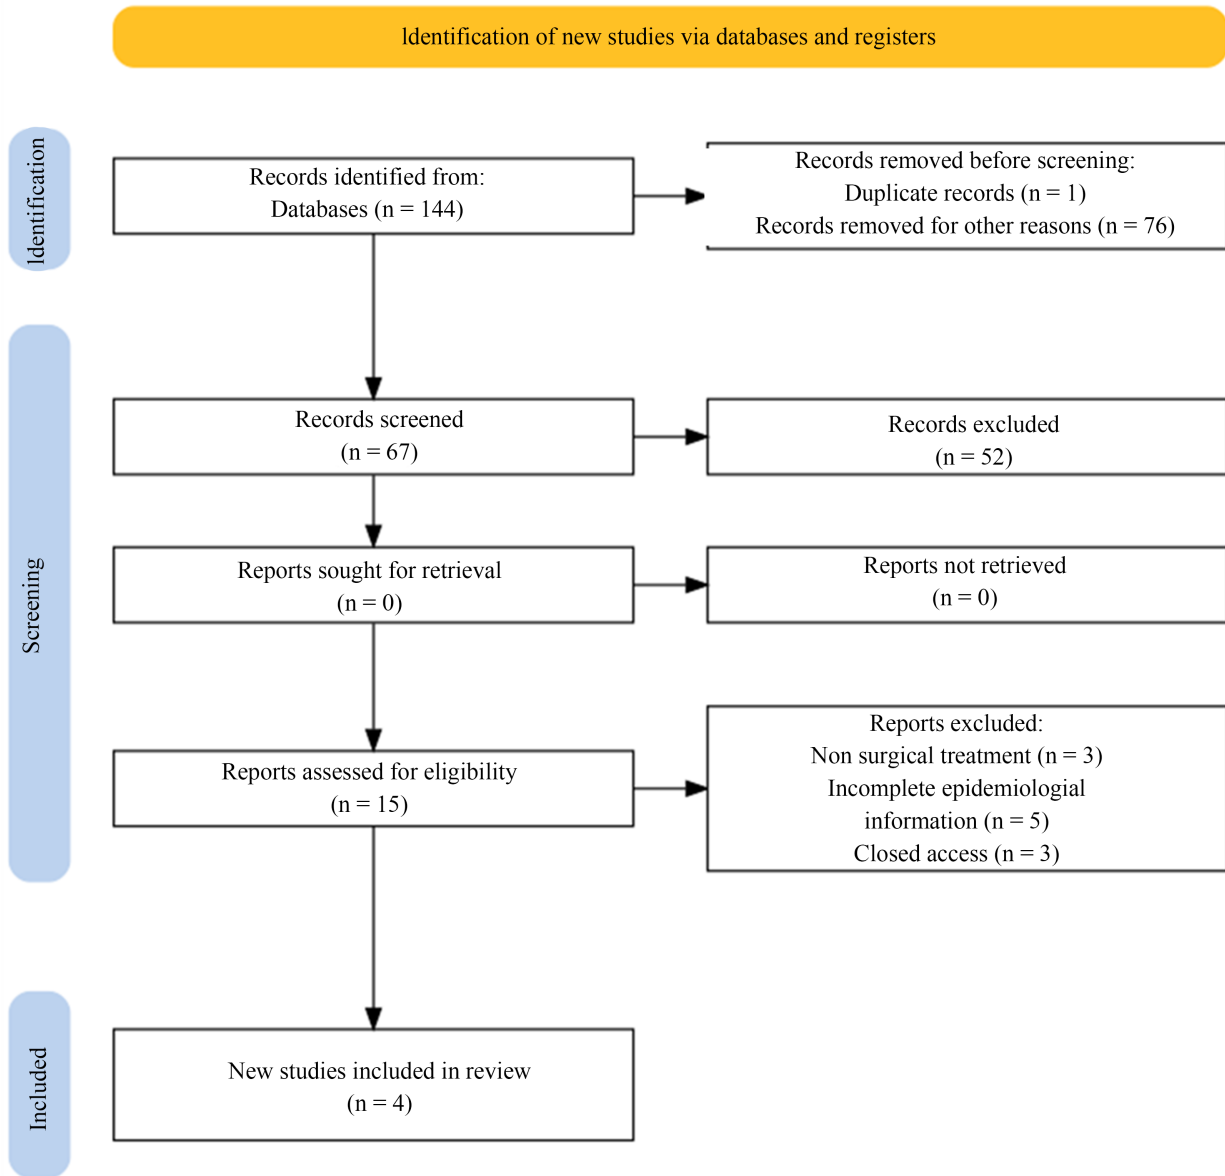 Identification of new studies via databases and registers
Identification
Records identified from:
Databases (n = 144)
Records removed before screening:
Duplicate records (n = 1)
Records removed for other reasons (n = 76)
Screening
Records screened
(n = 67)
Records excluded
(n = 52)
Reports sought for retrieval
(n = 0)
Reports not retrieved
(n = 0)
Reports assessed for eligibility
(n = 15)
Reports excluded:
Non surgical treatment (n = 3)
Incomplete epidemiologial
information (n = 5)
Closed access (n = 3)
Included
New studies included in review
(n = 4)